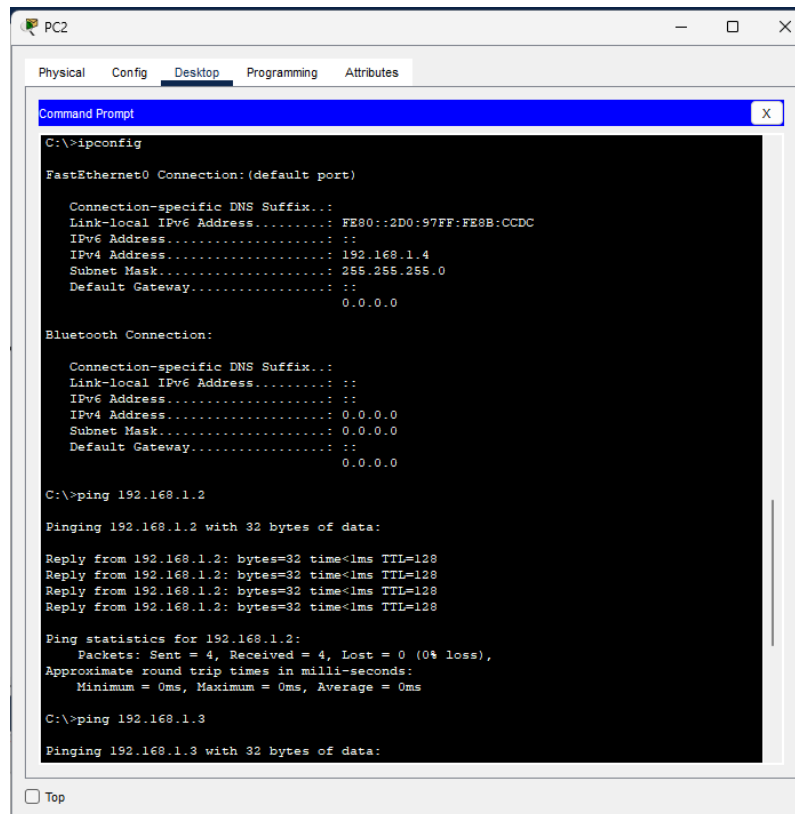 PC2
Physical Config Desktop Programming Attributes
Command Prompt X
C:\>ipconfig
FastEthernet0 Connection:(default port)
Connection-specific DNS Suffix..:
Link-local IPv6 Address.........: FE80::2D0:97FF:FE8B:CCDC
IPv6 Address....................: ::
IPv4 Address....................: 192.168.1.4
Subnet Mask.....................: 255.255.255.0
Default Gateway.................: ::
0.0.0.0
Bluetooth Connection:
Connection-specific DNS Suffix..:
Link-local IPv6 Address.........: ::
IPv6 Address....................: ::
IPv4 Address....................: 0.0.0.0
Subnet Mask.....................: 0.0.0.0
Default Gateway.................: ::
0.0.0.0
C:\>ping 192.168.1.2
Pinging 192.168.1.2 with 32 bytes of data:
Reply from 192.168.1.2: bytes=32 time<1ms TTL=128
Reply from 192.168.1.2: bytes=32 time<1ms TTL=128
Reply from 192.168.1.2: bytes=32 time<1ms TTL=128
Reply from 192.168.1.2: bytes=32 time<1ms TTL=128
Ping statistics for 192.168.1.2:
Packets: Sent = 4, Received = 4, Lost = 0 (0% loss),
Approximate round trip times in milli-seconds:
Minimum = 0ms, Maximum = 0ms, Average = 0ms
C:\>ping 192.168.1.3
Pinging 192.168.1.3 with 32 bytes of data:
Top